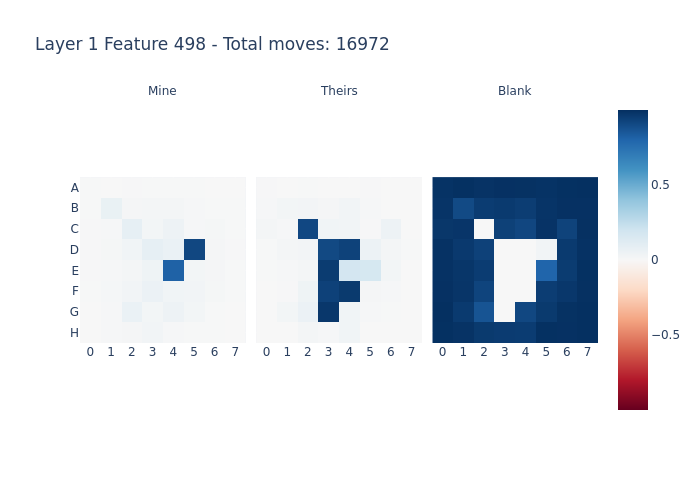 Layer 1 Feature 498 - Total moves: 16972
Mine
Theirs
Blank
A
B
C
D
E
F
G
H
0 1 2 3 4 5 6 7
0 1 2 3 4 5 6 7
0 1 2 3 4 5 6 7
0.5
0
−0.5